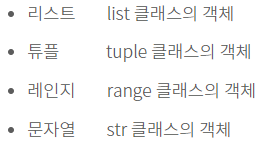 • 리스트 list 클래스의 객체
• 튜플 tuple 클래스의 객체
• 레인지 range 클래스의 객체
• 문자열 str 클래스의 객체